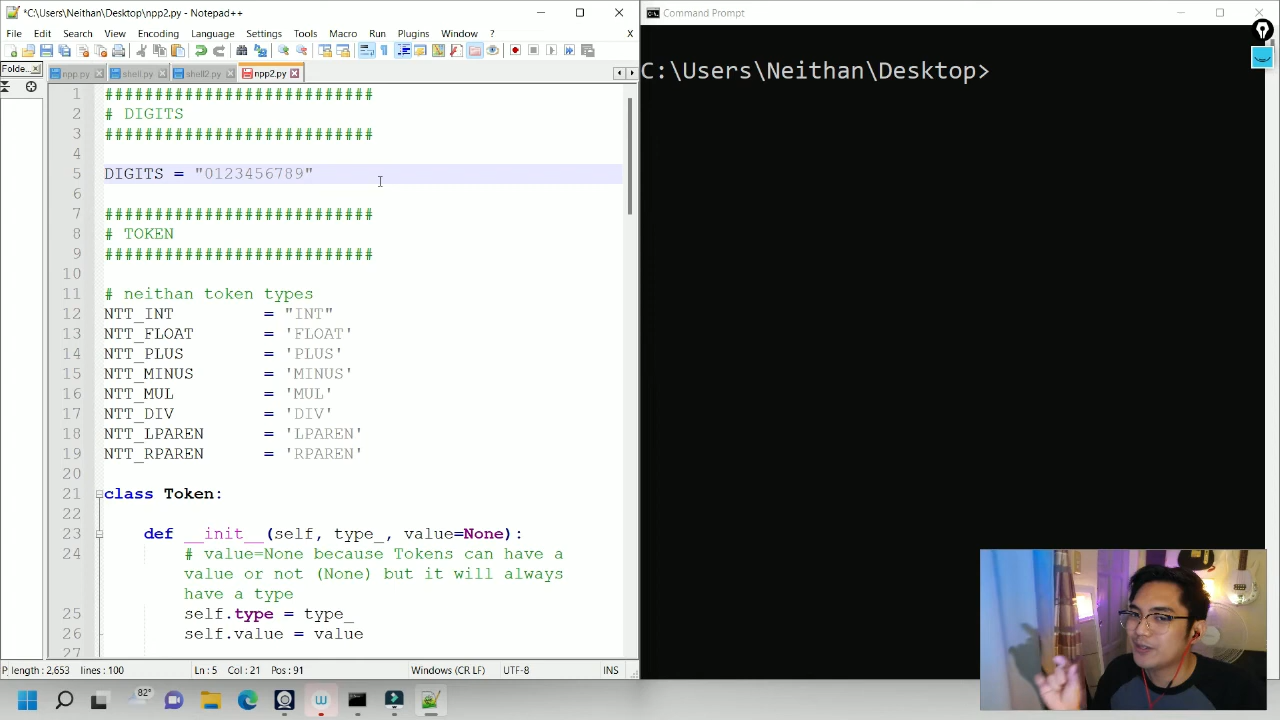 *C:\Users\Neithan\Desktop\npp2.py - Notepad++
File Edit Search View Encoding Language Settings Tools Macro Run Plugins Window ? X
Folde.. npp.py shell.py shell2.py npp2.py
1 ##########################
2 # DIGITS
3 ##########################
4
5 DIGITS = "0123456789"
6
7 ##########################
8 # TOKEN
9 ##########################
10
11 # neithan token types
12 NTT_INT = "INT"
13 NTT_FLOAT = 'FLOAT'
14 NTT_PLUS = 'PLUS'
15 NTT_MINUS = 'MINUS'
16 NTT_MUL = 'MUL'
17 NTT_DIV = 'DIV'
18 NTT_LPAREN = 'LPAREN'
19 NTT_RPAREN = 'RPAREN'
20
21 class Token:
22
23 def __init__(self, type_, value=None):
24 # value=None because Tokens can have a
value or not (None) but it will always
have a type
25 self.type = type_
26 self.value = value
27
P length : 2,653 lines : 100 Ln : 5 Col : 21 Pos : 91 Windows (CR LF) UTF-8 INS
Command Prompt
C:\Users\Neithan\Desktop>
82°